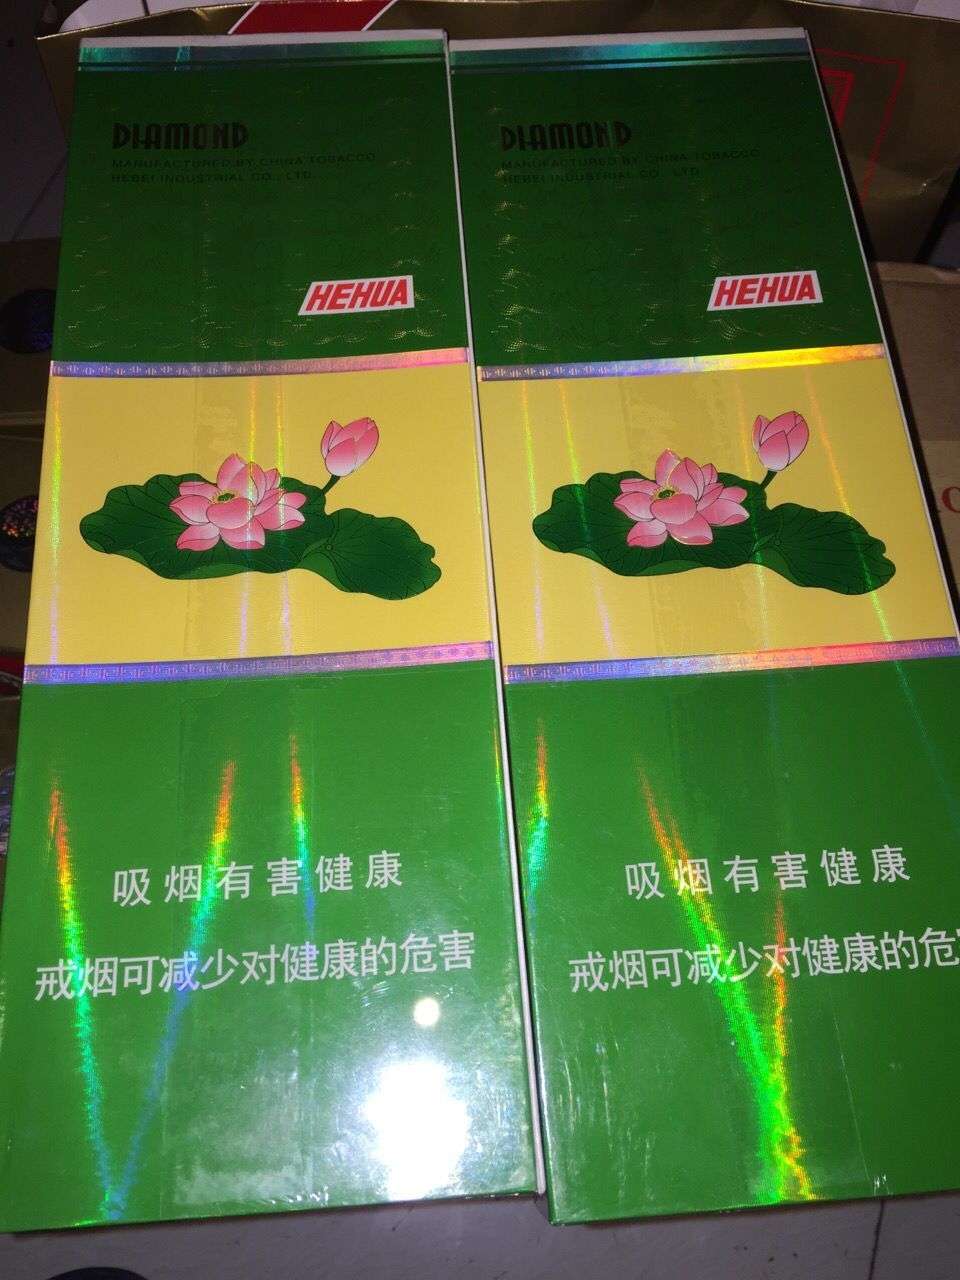 DIAMOND
MANUFACTURED BY CHINA TOBACCO
HEBEI INDUSTRIAL CO., LTD.
HEHUA
吸烟有害健康
戒烟可减少对健康的危害
DIAMOND
MANUFACTURED BY CHINA TOBACCO
HEBEI INDUSTRIAL CO., LTD.
HEHUA
吸烟有害健康
戒烟可减少对健康的危